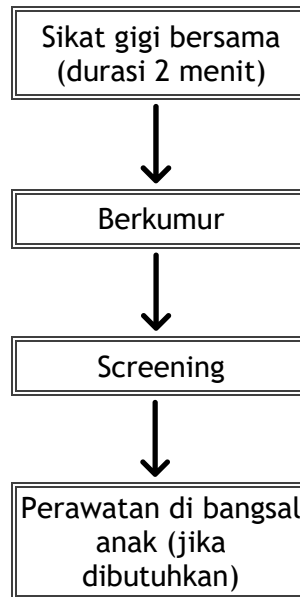 Sikat gigi bersama
(durasi 2 menit)
Berkumur
Screening
Perawatan di bangsal
anak (jika
dibutuhkan)